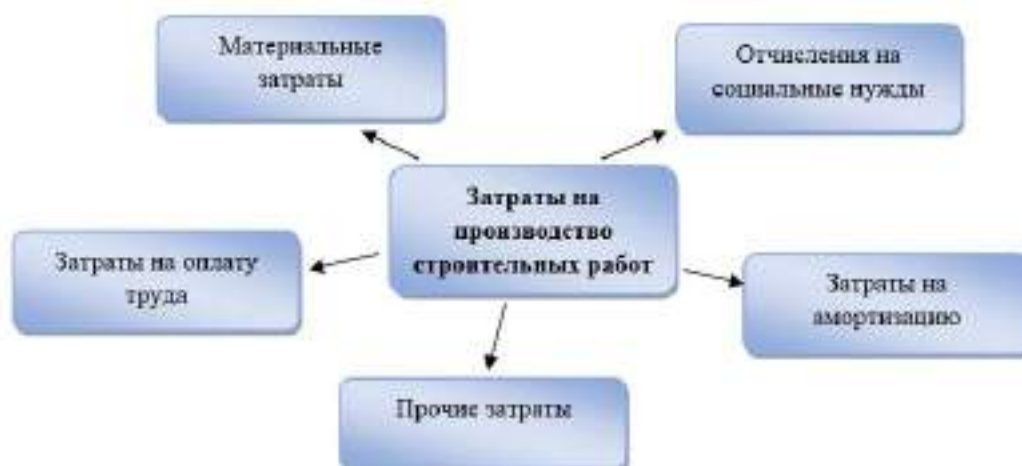 Материальные
затраты
Отчисления на
социальные нужды
Затраты на
производство
строительных работ
Затраты на оплату
труда
Затраты на
амортизацию
Прочие затраты